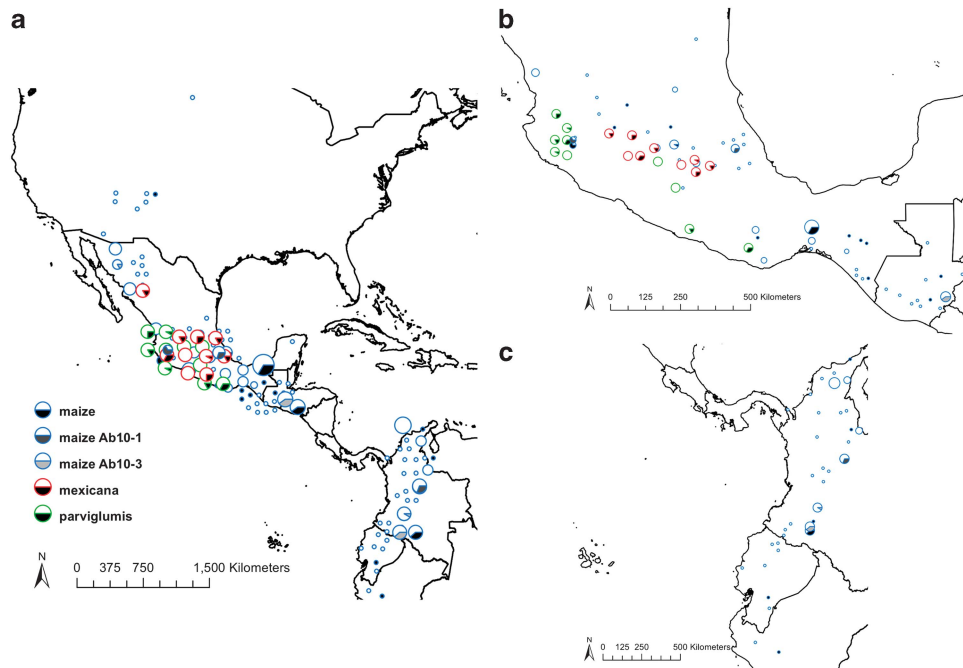 a
maize
maize Ab10-1
maize Ab10-3
mexicana
parviglumis
N
0 375 750 1,500 Kilometers
b
N
0 125 250 500 Kilometers
c
N
0 125 250 500 Kilometers